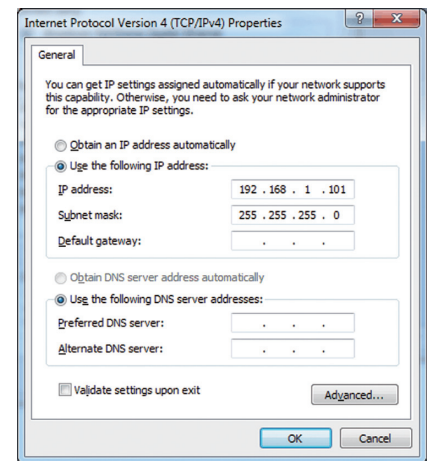 Internet Protocol Version 4 (TCP/IPv4) Properties
General
You can get IP settings assigned automatically if your network supports
this capability. Otherwise, you need to ask your network administrator
for the appropriate IP settings.
Obtain an IP address automatically
Use the following IP address:
IP address: 192 . 168 . 1 . 101
Subnet mask: 255 . 255 . 255 . 0
Default gateway: . . .
Obtain DNS server address automatically
Use the following DNS server addresses:
Preferred DNS server: . . .
Alternate DNS server: . . .
Validate settings upon exit
Advanced...
OK Cancel